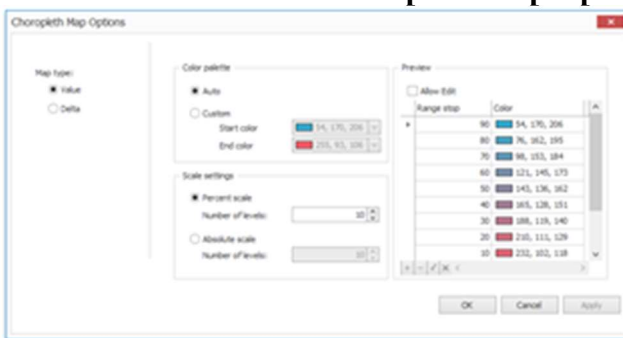 Choropleth Map Options
Map type:
Value
Delta
Color palette
Auto
Custom
Start color
54, 170, 206
End color
255, 93, 106
Scale settings
Percent scale
Number of levels:
10
Absolute scale
Number of levels:
10
Preview
Allow Edit
Range stop Color
90 54, 170, 206
80 76, 162, 195
70 98, 153, 184
60 121, 145, 173
50 143, 136, 162
40 165, 128, 151
30 188, 119, 140
20 210, 111, 129
10 232, 102, 118
OK Cancel Apply